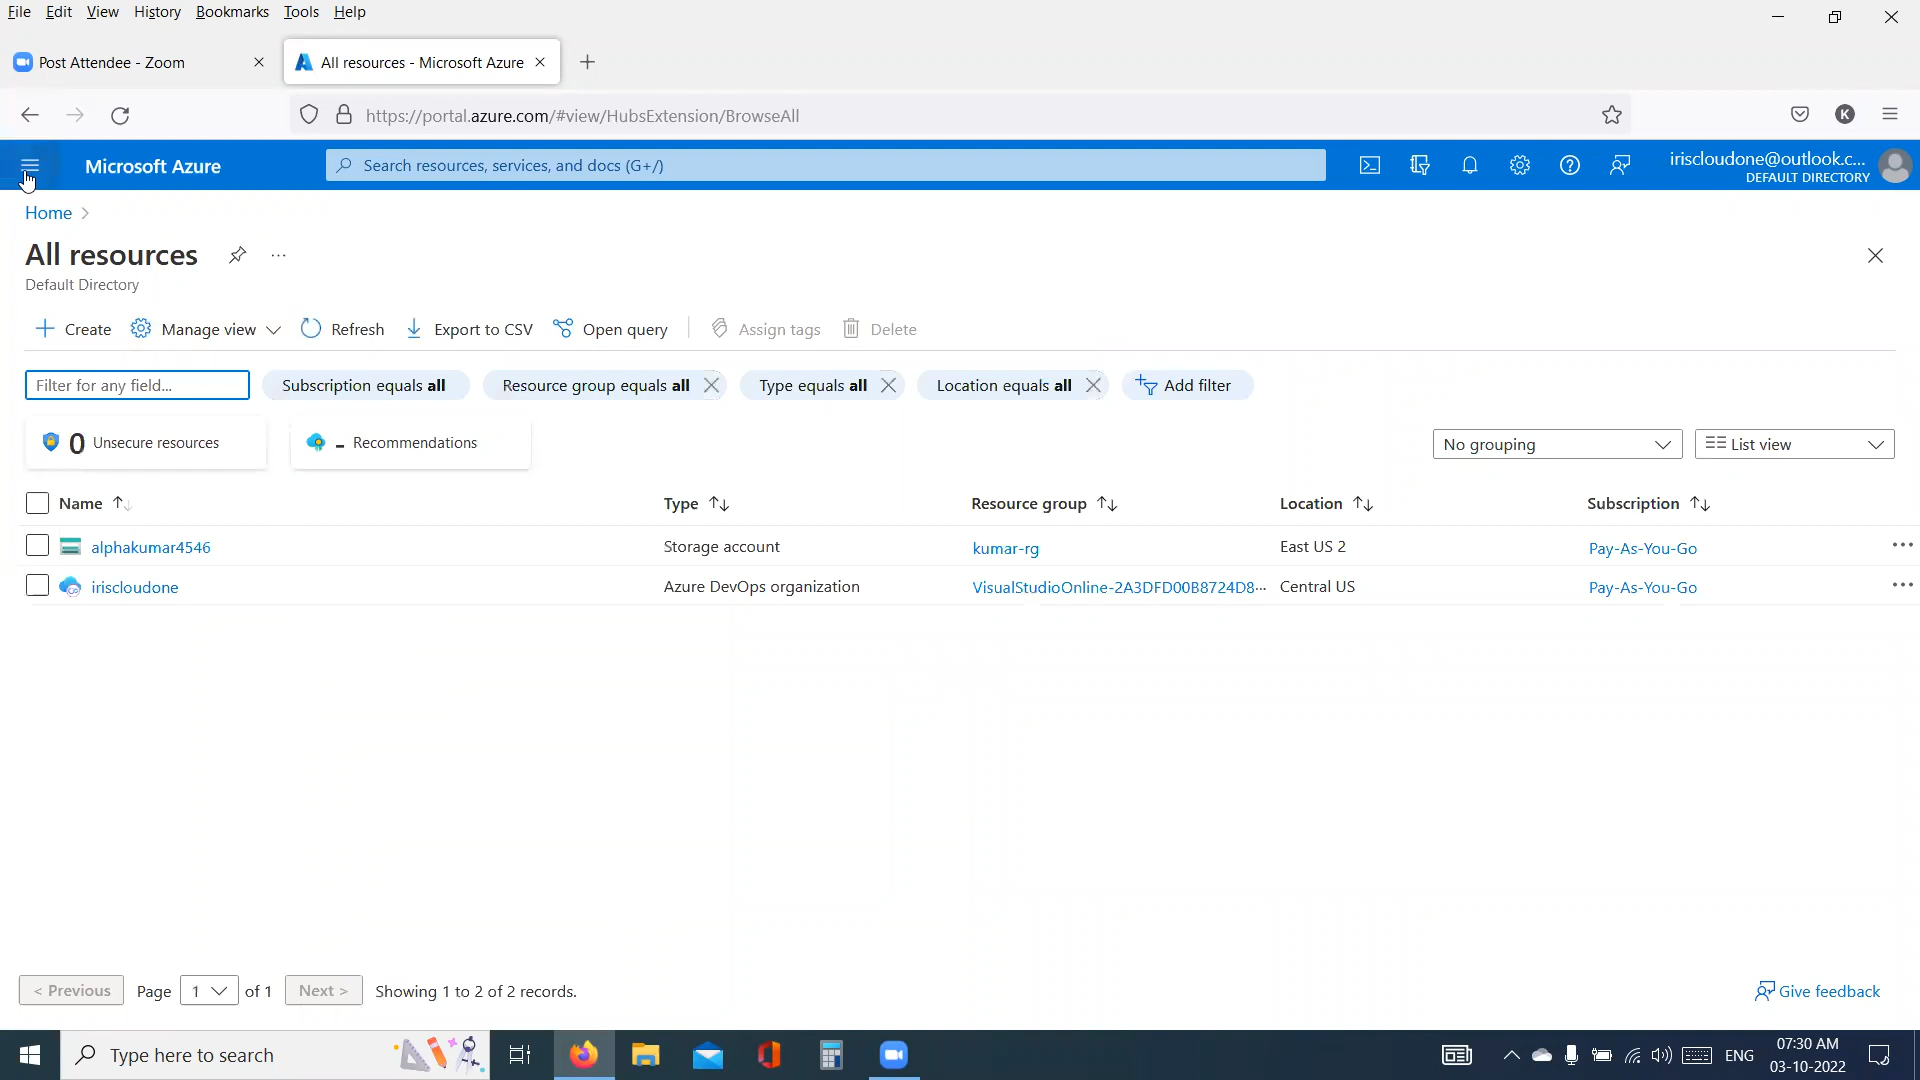 File Edit View History Bookmarks Tools Help
Post Attendee - Zoom
All resources - Microsoft Azure
https://portal.azure.com/#view/HubsExtension/BrowseAll
K
Microsoft Azure
Search resources, services, and docs (G+/)
iriscloudone@outlook.c...
DEFAULT DIRECTORY
Home
All resources
Default Directory
Create Manage view Refresh Export to CSV Open query Assign tags Delete
Filter for any field... Subscription equals all Resource group equals all Type equals all Location equals all Add filter
0 Unsecure resources - Recommendations No grouping List view
Name Type Resource group Location Subscription
alphakumar4546 Storage account kumar-rg East US 2 Pay-As-You-Go
iriscloudone Azure DevOps organization VisualStudioOnline-2A3DFD00B8724D8... Central US Pay-As-You-Go
< Previous Page 1 of 1 Next > Showing 1 to 2 of 2 records. Give feedback
Type here to search
ENG
07:30 AM
03-10-2022